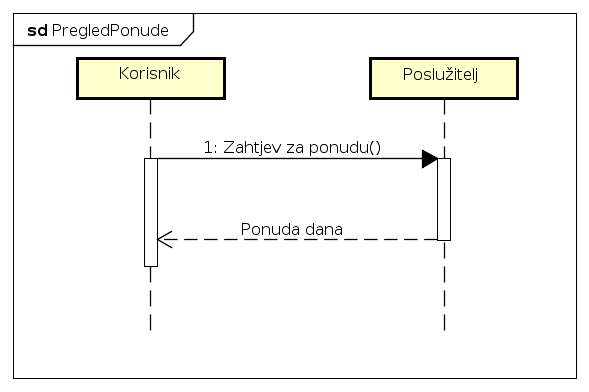 sd PregledPonude
Korisnik
Poslužitelj
1: Zahtjev za ponudu()
Ponuda dana